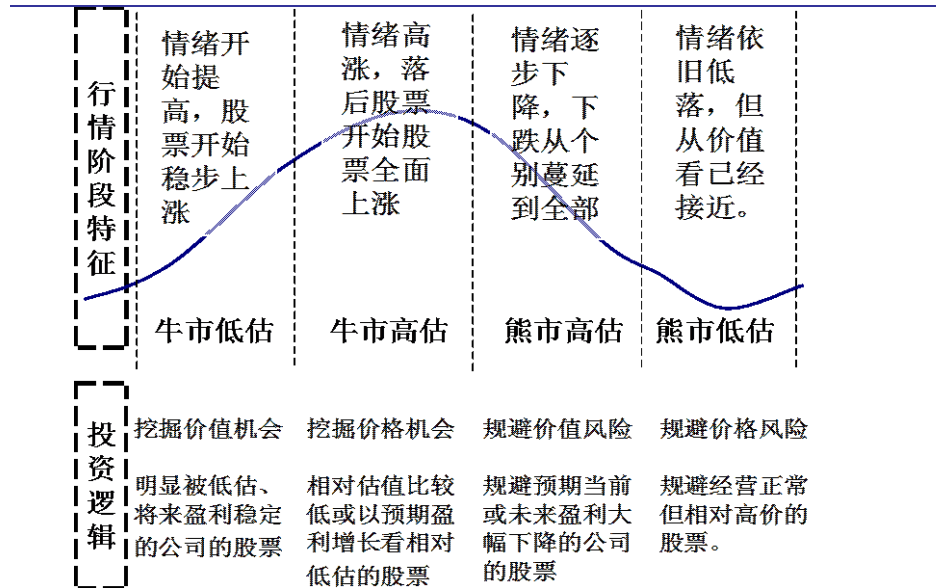 行情阶段特征
情绪开
始提
高，股
票开始
稳步上
涨
情绪高
涨，落
后股票
开始股
票全面
上涨
情绪逐
步下
降，下
跌从个
别蔓延
到全部
情绪依
旧低
落，但
从价值
看已经
接近。
牛市低估
牛市高估
熊市高估
熊市低估
投资逻辑
挖掘价值机会
明显被低估、
将来盈利稳定
的公司的股票
挖掘价格机会
相对估值比较
低或以预期盈
利增长看相对
低估的股票
规避价值风险
规避预期当前
或未来盈利大
幅下降的公司
的股票
规避价格风险
规避经营正常
但相对高价的
股票。